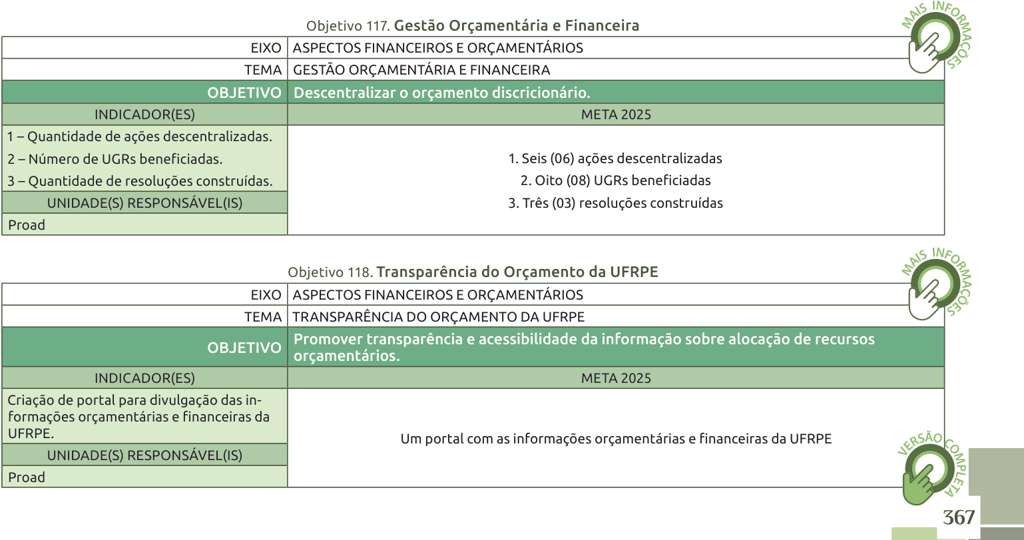 Objetivo 117. Gestão Orçamentária e Financeira
MAIS INFORMAÇÕES
EIXO ASPECTOS FINANCEIROS E ORÇAMENTÁRIOS
TEMA GESTÃO ORÇAMENTÁRIA E FINANCEIRA
OBJETIVO Descentralizar o orçamento discricionário.
INDICADOR(ES) META 2025
1 – Quantidade de ações descentralizadas.
2 – Número de UGRs beneficiadas.
3 – Quantidade de resoluções construídas.
1. Seis (06) ações descentralizadas
2. Oito (08) UGRs beneficiadas
3. Três (03) resoluções construídas
UNIDADE(S) RESPONSÁVEL(IS)
Proad
Objetivo 118. Transparência do Orçamento da UFRPE
MAIS INFORMAÇÕES
EIXO ASPECTOS FINANCEIROS E ORÇAMENTÁRIOS
TEMA TRANSPARÊNCIA DO ORÇAMENTO DA UFRPE
OBJETIVO Promover transparência e acessibilidade da informação sobre alocação de recursos
orçamentários.
INDICADOR(ES) META 2025
Criação de portal para divulgação das in-
formações orçamentárias e financeiras da
UFRPE.
Um portal com as informações orçamentárias e financeiras da UFRPE
UNIDADE(S) RESPONSÁVEL(IS)
Proad
VERSÃO COMPLETA
367